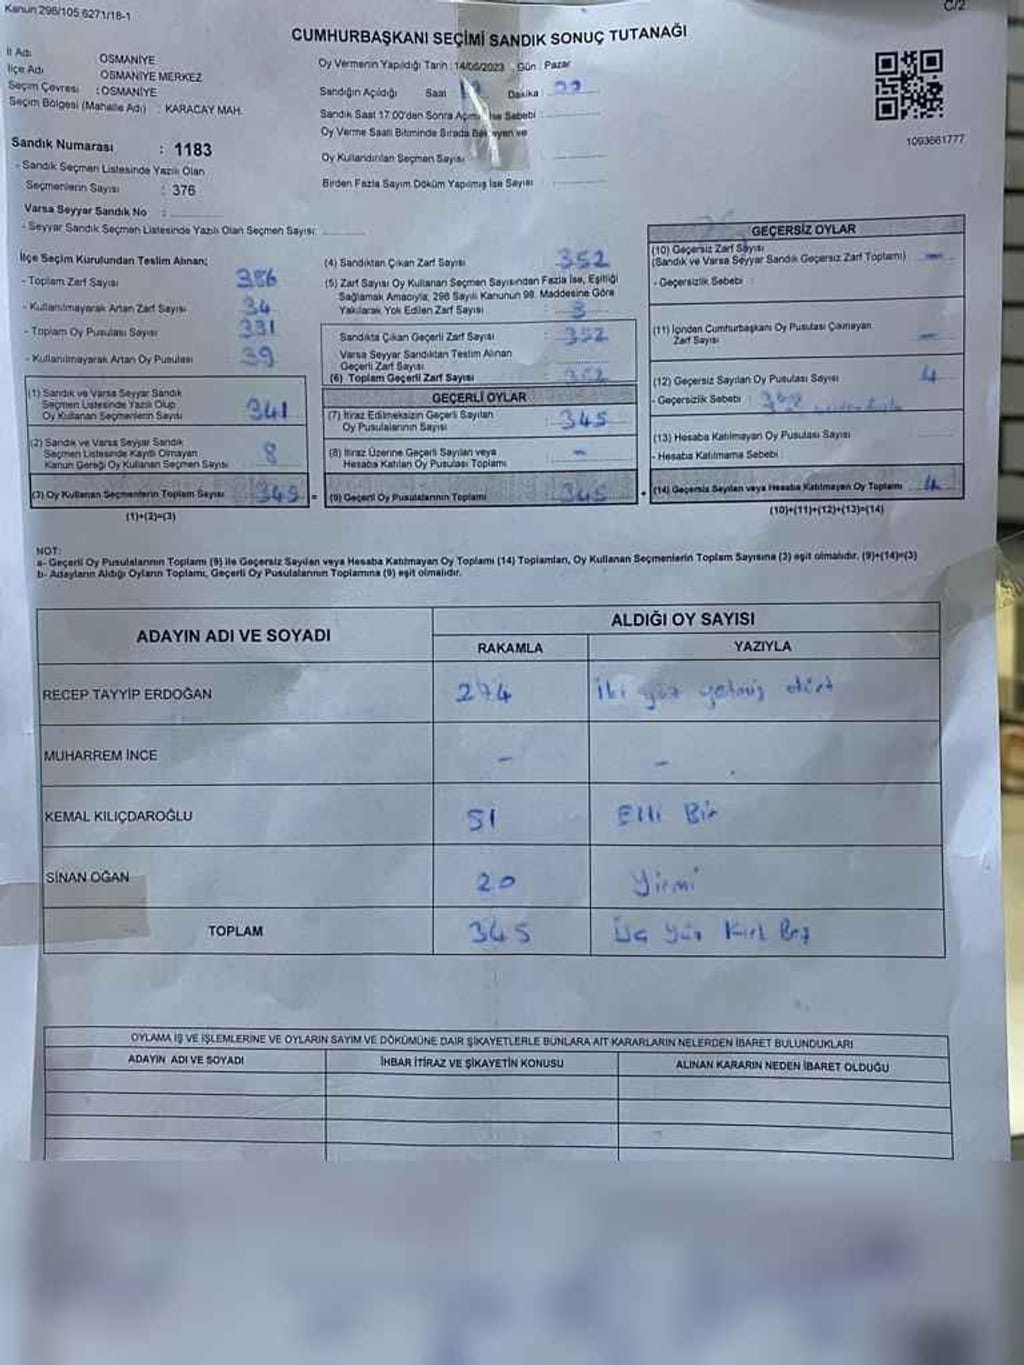 Kanun 298/105 6271/18-1
C/2
CUMHURBAŞKANI SEÇİMİ SANDIK SONUÇ TUTANAĞI
İl Adı OSMANİYE
İlçe Adı OSMANİYE MERKEZ
Seçim Çevresi : OSMANİYE
Seçim Bölgesi (Mahalle Adı) : KARACAY MAH.
Sandık Numarası : 1183
- Sandık Seçmen Listesinde Yazılı Olan
Seçmenlerin Sayısı : 376
Varsa Seyyar Sandık No :
- Seyyar Sandık Seçmen Listesinde Yazılı Olan Seçmen Sayısı:
Oy Vermenin Yapıldığı Tarih : 14/05/2023 Gün : Pazar
Sandığın Açıldığı Saat Dakika :
Sandık Saat 17:00'den Sonra Açılmış İse Sebebi :
Oy Verme Saati Bitiminde Sırada Bekleyen ve
Oy Kullandırılan Seçmen Sayısı
Birden Fazla Sayım Döküm Yapılmış İse Sayısı
1093661777
İlçe Seçim Kurulundan Teslim Alınan;
- Toplam Zarf Sayısı 386
- Kullanılmayarak Artan Zarf Sayısı 34
- Toplam Oy Pusulası Sayısı 331
- Kullanılmayarak Artan Oy Pusulası 39
(1) Sandık ve Varsa Seyyar Sandık
Seçmen Listesinde Yazılı Olup
Oy Kullanan Seçmenlerin Sayısı 341
(2) Sandık ve Varsa Seyyar Sandık
Seçmen Listesinde Kayıtlı Olmayan
Kanun Gereği Oy Kullanan Seçmen Sayısı 8
(3) Oy Kullanan Seçmenlerin Toplam Sayısı 349 =
(1)+(2)=(3)
(4) Sandıktan Çıkan Zarf Sayısı 352
(5) Zarf Sayısı Oy Kullanan Seçmen Sayısından Fazla İse, Eşitliği
Sağlamak Amacıyla; 298 Sayılı Kanunun 98. Maddesine Göre
Yakılarak Yok Edilen Zarf Sayısı : 3
Sandıkta Çıkan Geçerli Zarf Sayısı : 352
Varsa Seyyar Sandıktan Teslim Alınan
Geçerli Zarf Sayısı
(6) Toplam Geçerli Zarf Sayısı 352
GEÇERLİ OYLAR
(7) İtiraz Edilmeksizin Geçerli Sayılan
Oy Pusulalarının Sayısı : 345
(8) İtiraz Üzerine Geçerli Sayılan veya
Hesaba Katılan Oy Pusulası Toplamı : -
(9) Geçerli Oy Pusulalarının Toplamı 345 +
GEÇERSİZ OYLAR
(10) Geçersiz Zarf Sayısı
(Sandık ve Varsa Seyyar Sandık Geçersiz Zarf Toplamı) -
- Geçersizlik Sebebi :
(11) İçinden Cumhurbaşkanı Oy Pusulası Çıkmayan
Zarf Sayısı -
(12) Geçersiz Sayılan Oy Pusulası Sayısı 4
- Geçersizlik Sebebi :
(13) Hesaba Katılmayan Oy Pusulası Sayısı
- Hesaba Katılmama Sebebi :
(14) Geçersiz Sayılan veya Hesaba Katılmayan Oy Toplamı 4
(10)+(11)+(12)+(13)=(14)
NOT:
a- Geçerli Oy Pusulalarının Toplamı (9) ile Geçersiz Sayılan veya Hesaba Katılmayan Oy Toplamı (14) Toplamları, Oy Kullanan Seçmenlerin Toplam Sayısına (3) eşit olmalıdır. (9)+(14)=(3)
b- Adayların Aldığı Oyların Toplamı, Geçerli Oy Pusulalarının Toplamına (9) eşit olmalıdır.
ADAYIN ADI VE SOYADI
ALDIĞI OY SAYISI
RAKAMLA YAZIYLA
RECEP TAYYİP ERDOĞAN 274 iki yüz yetmiş dört
MUHARREM İNCE - -
KEMAL KILIÇDAROĞLU 51 Elli Bir
SİNAN OĞAN 20 Yirmi
TOPLAM 345 Üç yüz Kırk Beş
OYLAMA İŞ VE İŞLEMLERİNE VE OYLARIN SAYIM VE DÖKÜMÜNE DAİR ŞİKAYETLERLE BUNLARA AİT KARARLARIN NELERDEN İBARET BULUNDUKLARI
ADAYIN ADI VE SOYADI İHBAR İTİRAZ VE ŞİKAYETİN KONUSU ALINAN KARARIN NEDEN İBARET OLDUĞU